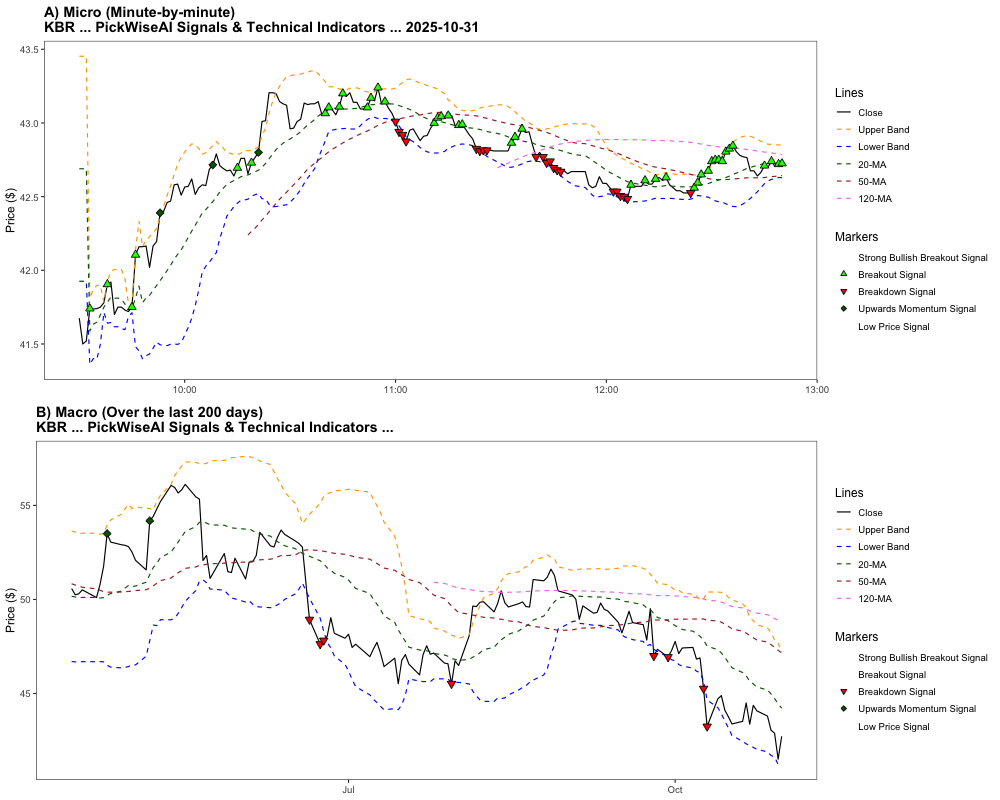 A) Micro (Minute-by-minute)
KBR ... PickWiseAI Signals & Technical Indicators ... 2025-10-31
43.5
43.0
42.5
42.0
41.5
Price ($)
10:00
11:00
12:00
13:00
Lines
Close
Upper Band
Lower Band
20-MA
50-MA
120-MA
Markers
Strong Bullish Breakout Signal
Breakout Signal
Breakdown Signal
Upwards Momentum Signal
Low Price Signal
B) Macro (Over the last 200 days)
KBR ... PickWiseAI Signals & Technical Indicators ...
55
50
45
Price ($)
Jul
Oct
Lines
Close
Upper Band
Lower Band
20-MA
50-MA
120-MA
Markers
Strong Bullish Breakout Signal
Breakout Signal
Breakdown Signal
Upwards Momentum Signal
Low Price Signal